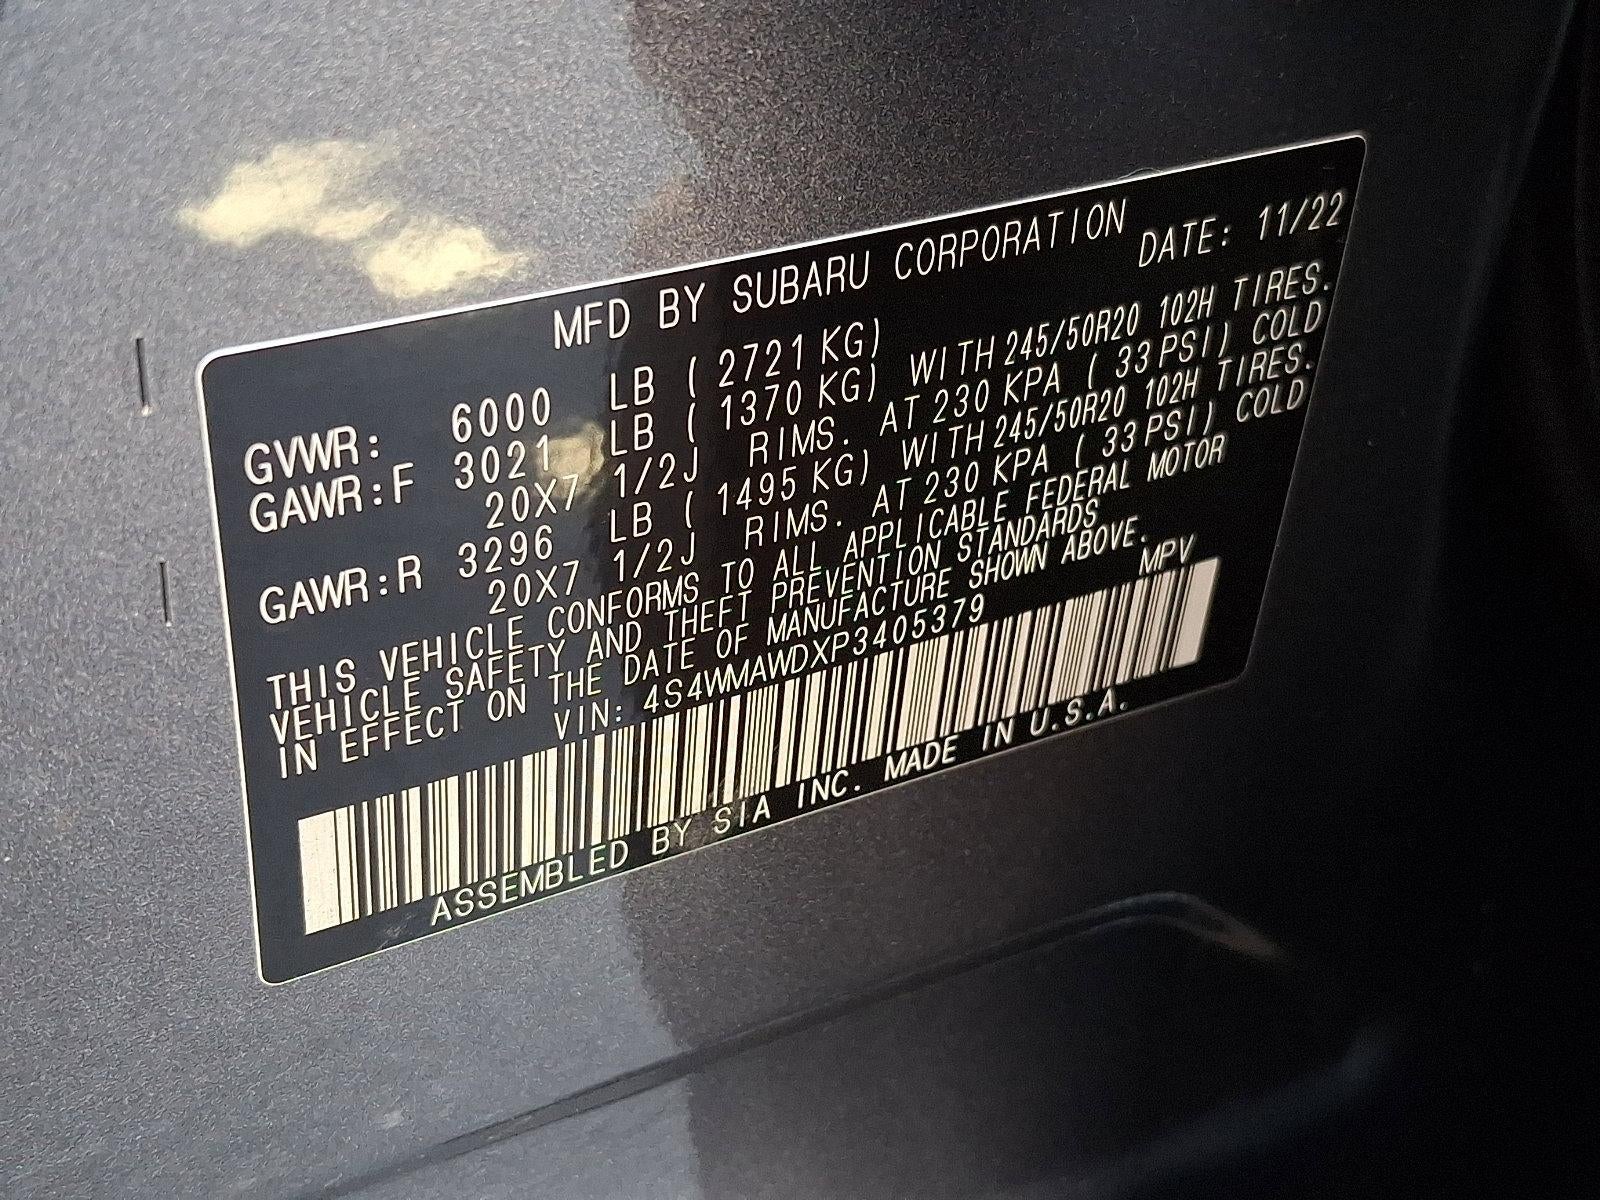 MFD BY SUBARU CORPORATION
DATE: 11/22
GVWR: 6000 LB ( 2721 KG)
GAWR:F 3021 LB ( 1370 KG) WITH 245/50R20 102H TIRES.
20X7 1/2J RIMS. AT 230 KPA ( 33 PSI) COLD
GAWR:R 3296 LB ( 1495 KG) WITH 245/50R20 102H TIRES.
20X7 1/2J RIMS. AT 230 KPA ( 33 PSI) COLD
THIS VEHICLE CONFORMS TO ALL APPLICABLE FEDERAL MOTOR
VEHICLE SAFETY AND THEFT PREVENTION STANDARDS
IN EFFECT ON THE DATE OF MANUFACTURE SHOWN ABOVE.
VIN: 4S4WMAWDXP3405379 MPV
ASSEMBLED BY SIA INC. MADE IN U.S.A.